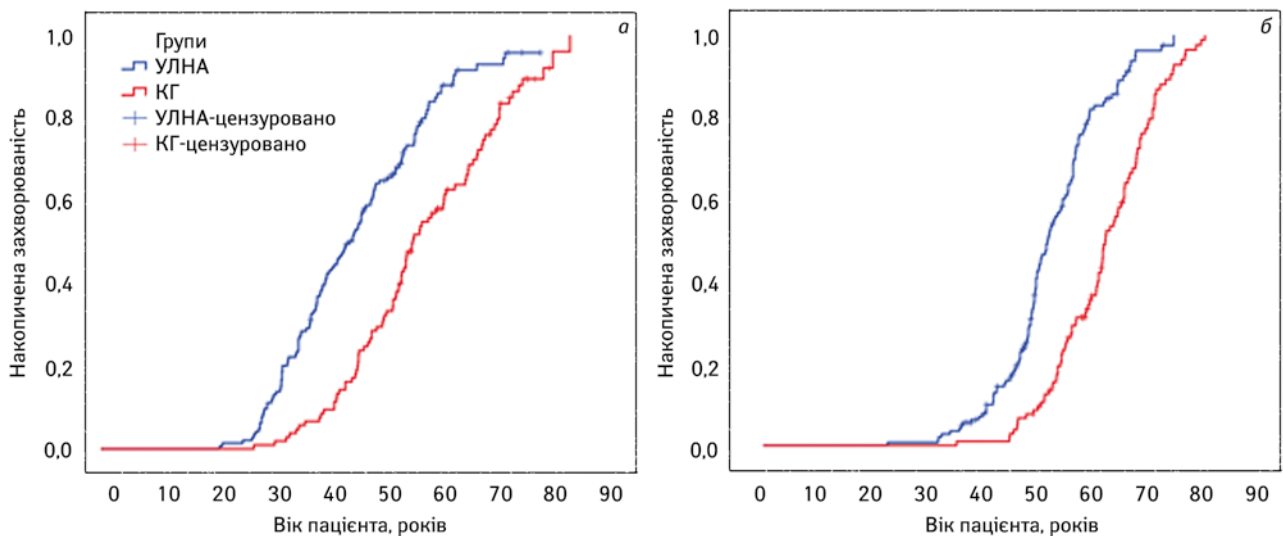 а
1,0
0,8
0,6
0,4
0,2
0,0
Накопичена захворюваність
Групи
УЛНА
КГ
УЛНА-цензуровано
КГ-цензуровано
0 10 20 30 40 50 60 70 80 90
Вік пацієнта, років
б
1,0
0,8
0,6
0,4
0,2
0,0
Накопичена захворюваність
0 10 20 30 40 50 60 70 80 90
Вік пацієнта, років